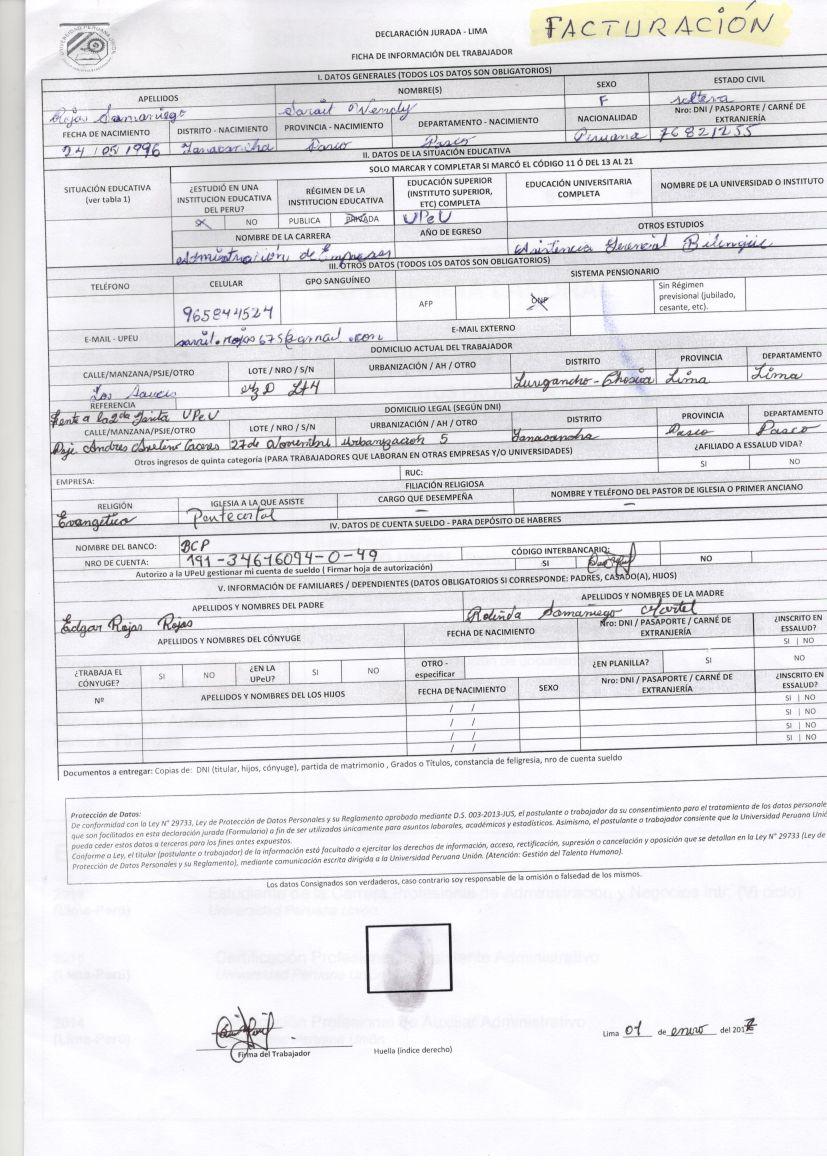 UNIVERSIDAD PERUANA UNION
DECLARACIÓN JURADA - LIMA
FACTURACIÓN
FICHA DE INFORMACIÓN DEL TRABAJADOR
I. DATOS GENERALES (TODOS LOS DATOS SON OBLIGATORIOS)
APELLIDOS NOMBRE(S) SEXO ESTADO CIVIL
Rojas Samaniego Sarait Wendy F soltera
FECHA DE NACIMIENTO DISTRITO - NACIMIENTO PROVINCIA - NACIMIENTO DEPARTAMENTO - NACIMIENTO NACIONALIDAD Nro: DNI / PASAPORTE / CARNÉ DE EXTRANJERÍA
24 / 05 / 1996 Yanacancha Pasco Pasco Peruana 76821255
II. DATOS DE LA SITUACIÓN EDUCATIVA
SOLO MARCAR Y COMPLETAR SI MARCÓ EL CÓDIGO 11 Ó DEL 13 AL 21
SITUACIÓN EDUCATIVA (ver tabla 1) ¿ESTUDIÓ EN UNA INSTITUCION EDUCATIVA DEL PERU? RÉGIMEN DE LA INSTITUCION EDUCATIVA EDUCACIÓN SUPERIOR (INSTITUTO SUPERIOR, ETC) COMPLETA EDUCACIÓN UNIVERSITARIA COMPLETA NOMBRE DE LA UNIVERSIDAD O INSTITUTO
SI NO PUBLICA PRIVADA UPeU
NOMBRE DE LA CARRERA AÑO DE EGRESO OTROS ESTUDIOS
Administración de Empresas Asistencia Gerencial Bilingüe
III. OTROS DATOS (TODOS LOS DATOS SON OBLIGATORIOS)
TELÉFONO CELULAR GPO SANGUÍNEO SISTEMA PENSIONARIO
965844524 AFP ONP Sin Régimen previsional (jubilado, cesante, etc).
E-MAIL - UPEU E-MAIL EXTERNO
DOMICILIO ACTUAL DEL TRABAJADOR
CALLE/MANZANA/PSJE/OTRO LOTE / NRO / S/N URBANIZACIÓN / AH / OTRO DISTRITO PROVINCIA DEPARTAMENTO
Los Mz D Lt4 Lurigancho - Chosica Lima Lima
REFERENCIA
frente a la 2da UPeU
DOMICILIO LEGAL (SEGÚN DNI)
CALLE/MANZANA/PSJE/OTRO LOTE / NRO / S/N URBANIZACIÓN / AH / OTRO DISTRITO PROVINCIA DEPARTAMENTO
Psje Andres Avelino Caceres 27 de Noviembre urbanizacion 5 Yanacancha Pasco Pasco
Otros ingresos de quinta categoría (PARA TRABAJADORES QUE LABORAN EN OTRAS EMPRESAS Y/O UNIVERSIDADES) ¿AFILIADO A ESSALUD VIDA?
SI NO
EMPRESA: RUC:
FILIACIÓN RELIGIOSA
RELIGIÓN IGLESIA A LA QUE ASISTE CARGO QUE DESEMPEÑA NOMBRE Y TELÉFONO DEL PASTOR DE IGLESIA O PRIMER ANCIANO
Evangélica Pentecostal — —
IV. DATOS DE CUENTA SUELDO - PARA DEPÓSITO DE HABERES
NOMBRE DEL BANCO: BCP
NRO DE CUENTA: 191-34616094-0-49 CÓDIGO INTERBANCARIO:
Autorizo a la UPeU gestionar mi cuenta de sueldo ( Firmar hoja de autorización) SI NO
V. INFORMACIÓN DE FAMILIARES / DEPENDIENTES (DATOS OBLIGATORIOS SI CORRESPONDE: PADRES, CASADO(A), HIJOS)
APELLIDOS Y NOMBRES DEL PADRE APELLIDOS Y NOMBRES DE LA MADRE
Edgar Rojas Rojas Samaniego Martel
APELLIDOS Y NOMBRES DEL CÓNYUGE FECHA DE NACIMIENTO Nro: DNI / PASAPORTE / CARNÉ DE EXTRANJERÍA ¿INSCRITO EN ESSALUD?
SI | NO
¿TRABAJA EL CÓNYUGE? SI NO ¿EN LA UPeU? SI NO OTRO - especificar ¿EN PLANILLA? SI NO
Nº APELLIDOS Y NOMBRES DEL LOS HIJOS FECHA DE NACIMIENTO SEXO Nro: DNI / PASAPORTE / CARNÉ DE EXTRANJERÍA ¿INSCRITO EN ESSALUD?
/ / SI | NO
/ / SI | NO
/ / SI | NO
/ / SI | NO
Documentos a entregar: Copias de: DNI (titular, hijos, cónyuge), partida de matrimonio , Grados o Títulos, constancia de feligresia, nro de cuenta sueldo
Protección de Datos:
De conformidad con la Ley N° 29733, Ley de Protección de Datos Personales y su Reglamento aprobado mediante D.S. 003-2013-JUS, el postulante o trabajador da su consentimiento para el tratamiento de los datos personale
que son facilitados en esta declaración jurada (Formulario) a fin de ser utilizados únicamente para asuntos laborales, académicos y estadísticos. Asimismo, el postulante o trabajador consiente que la Universidad Peruana Unió
pueda ceder estos datos a terceros para los fines antes expuestos.
Conforme a Ley, el titular (postulante o trabajador) de la información está facultado a ejercitar los derechos de información, acceso, rectificación, supresión o cancelación y oposición que se detallan en la Ley N° 29733 (Ley de
Protección de Datos Personales y su Reglamento), mediante comunicación escrita dirigida a la Universidad Peruana Unión. (Atención: Gestión del Talento Humano).
Los datos Consignados son verdaderos, caso contrario soy responsable de la omisión o falsedad de los mismos.
Lima 01 de enero del 2017
Firma del Trabajador Huella (índice derecho)